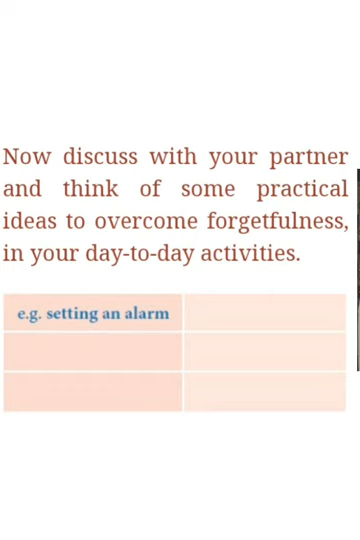 Now discuss with your partner
and think of some practical
ideas to overcome forgetfulness,
in your day-to-day activities.
e.g. setting an alarm